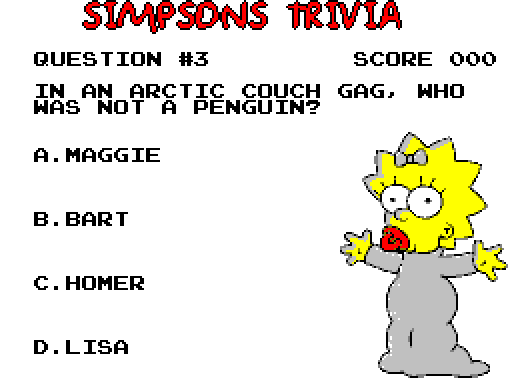 SIMPSONS TRIVIA
QUESTION #3 SCORE 000
IN AN ARCTIC COUCH GAG, WHO
WAS NOT A PENGUIN?
A.MAGGIE
B.BART
C.HOMER
D.LISA